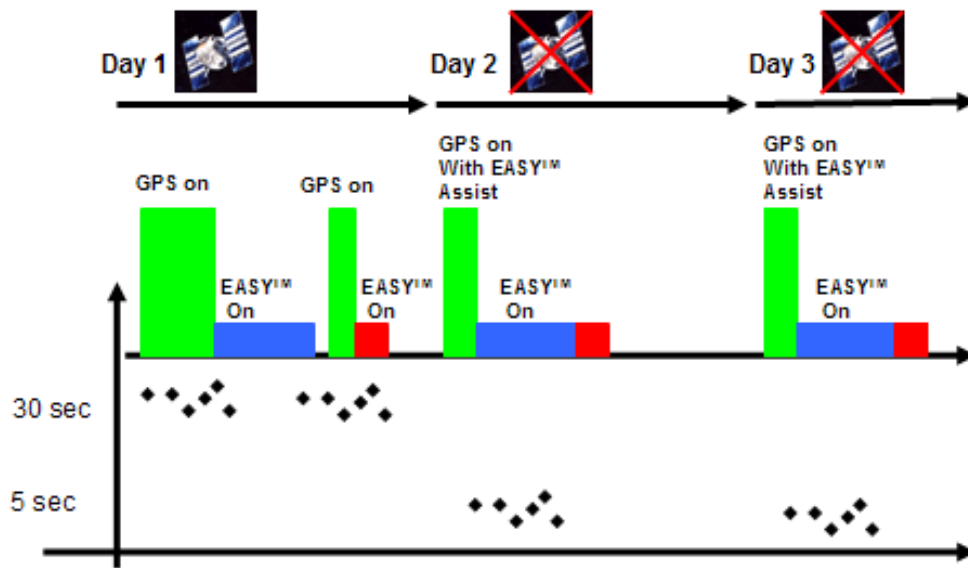 Day 1
Day 2
Day 3
GPS on
GPS on
GPS on
With EASY™
Assist
GPS on
With EASY™
Assist
EASY™
On
EASY™
On
EASY™
On
EASY™
On
30 sec
5 sec